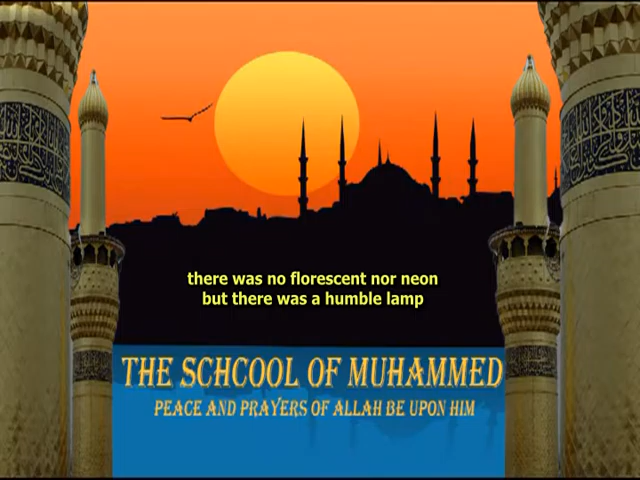 there was no florescent nor neon
but there was a humble lamp
THE SCHCOOL OF MUHAMMED
PEACE AND PRAYERS OF ALLAH BE UPON HIM